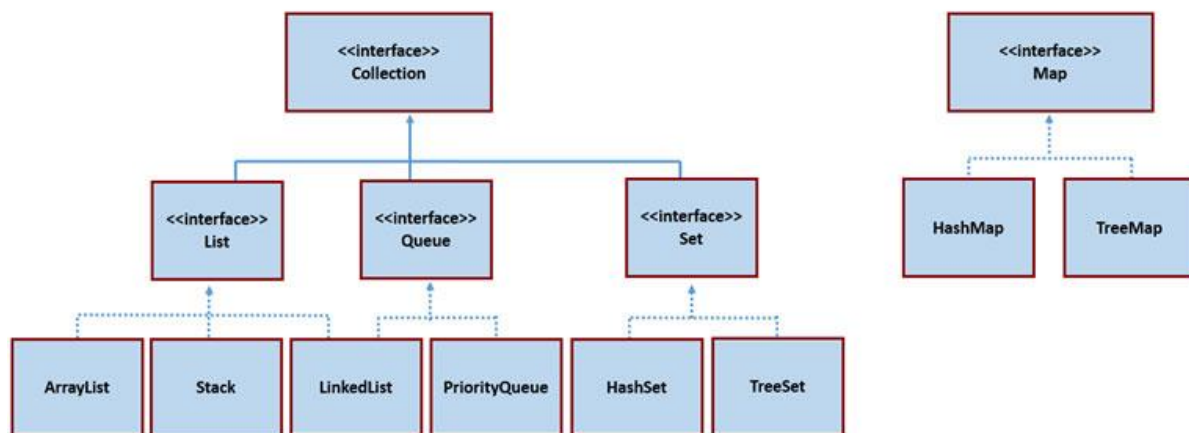 <<interface>>
Collection
<<interface>>
Map
<<interface>>
List
<<interface>>
Queue
<<interface>>
Set
HashMap
TreeMap
ArrayList
Stack
LinkedList
PriorityQueue
HashSet
TreeSet